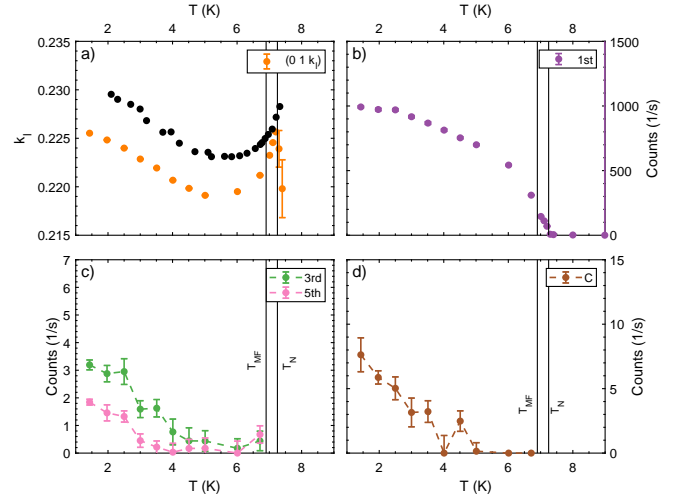 T (K)
T (K)
2 4 6 8
2 4 6 8
a)
(0 1 k_l)
b)
1st
0.235
0.230
0.225
0.220
0.215
k_l
1500
1000
500
0
Counts (1/s)
c)
3rd
5th
d)
C
7
6
5
4
3
2
1
0
Counts (1/s)
T_MF
T_N
T_MF
T_N
15
10
5
0
Counts (1/s)
2 4 6 8
2 4 6 8
T (K)
T (K)